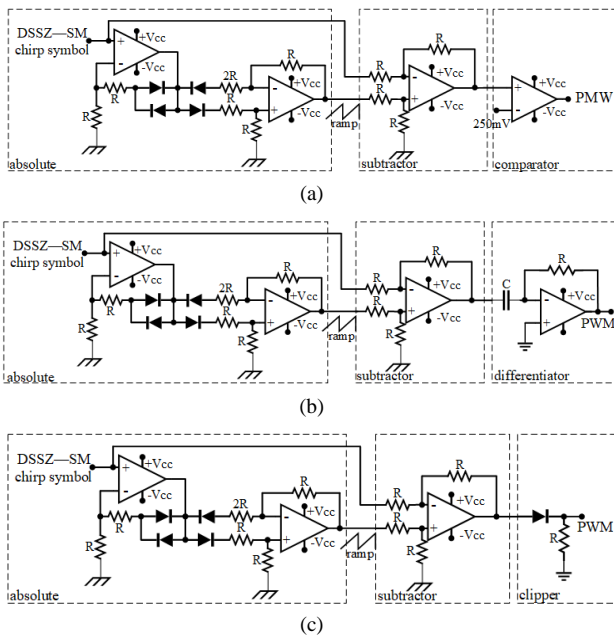 DSSZ—SM
chirp symbol
+
-
+Vcc
-Vcc
R
R
2R
R
R
R
-
+
+Vcc
-Vcc
ramp
absolute
R
R
R
R
-
+
+Vcc
-Vcc
subtractor
250mV
+
-
+Vcc
-Vcc
PMW
comparator
(a)
DSSZ—SM
chirp symbol
+
-
+Vcc
-Vcc
R
R
2R
R
R
R
-
+
+Vcc
-Vcc
ramp
absolute
R
R
R
R
-
+
+Vcc
-Vcc
subtractor
C
R
-
+
+Vcc
-Vcc
PWM
differentiator
(b)
DSSZ—SM
chirp symbol
+
-
+Vcc
-Vcc
R
R
2R
R
R
R
-
+
+Vcc
-Vcc
ramp
absolute
R
R
R
R
-
+
+Vcc
-Vcc
subtractor
PWM
R
clipper
(c)